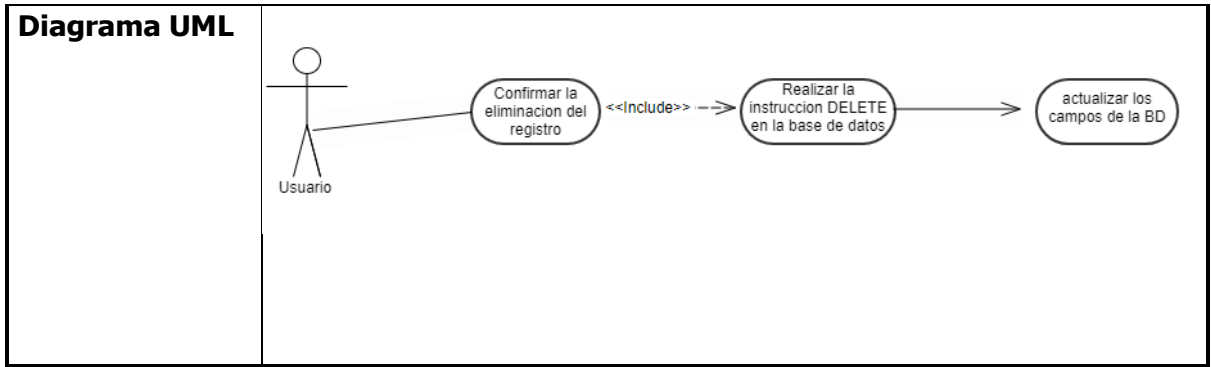 Diagrama UML
Confirmar la
eliminacion del
registro
<<Include>>
Realizar la
instruccion DELETE
en la base de datos
actualizar los
campos de la BD
Usuario